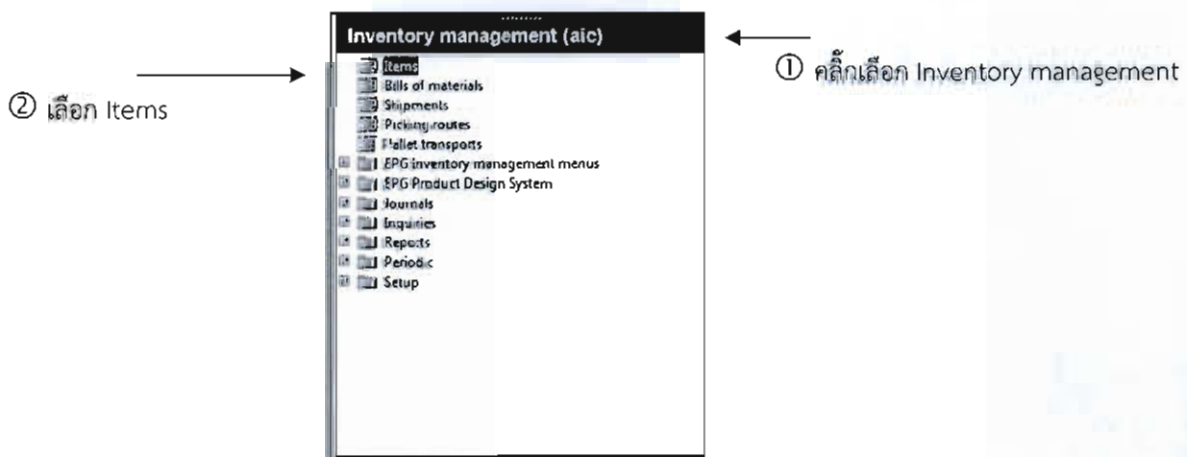 Inventory management (aic)
① คลิ๊กเลือก Inventory management
② เลือก Items
Items
Bills of materials
Shipments
Picking routes
Pallet transports
EPG inventory management menus
EPG Product Design System
Journals
Inquiries
Reports
Periodic
Setup